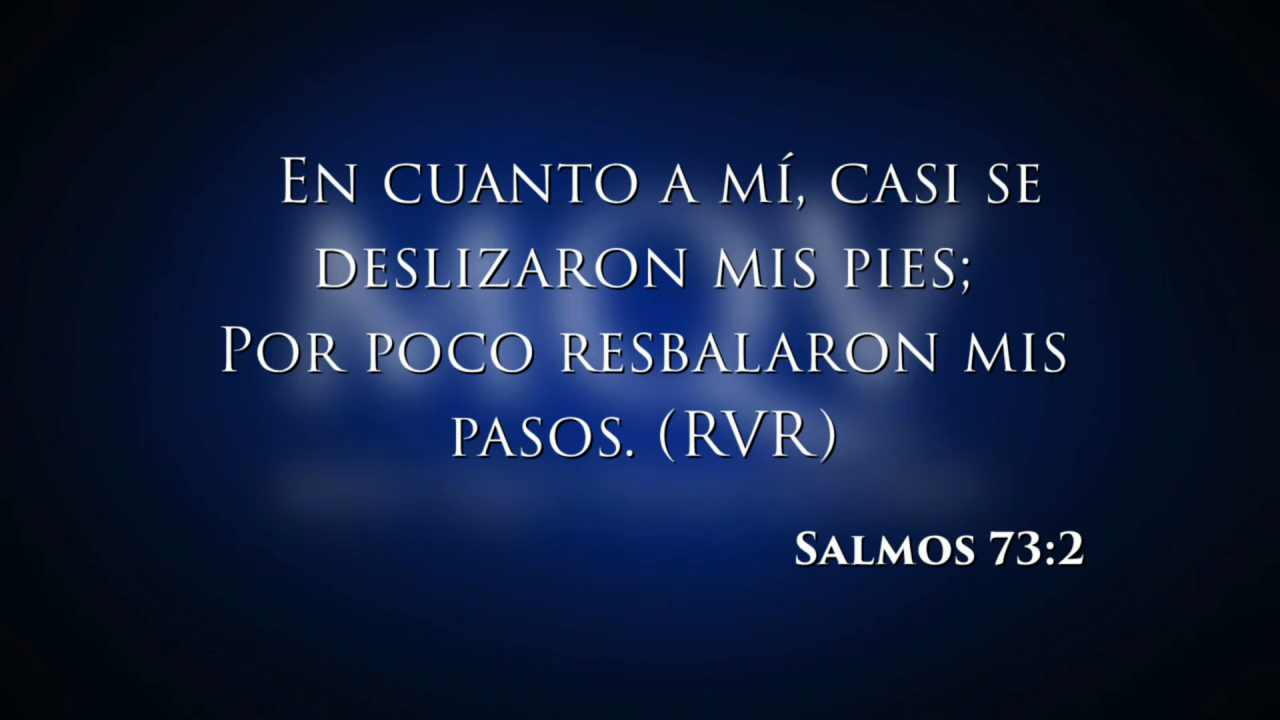 En cuanto a mí, casi se
deslizaron mis pies;
Por poco resbalaron mis
pasos. (RVR)
Salmos 73:2